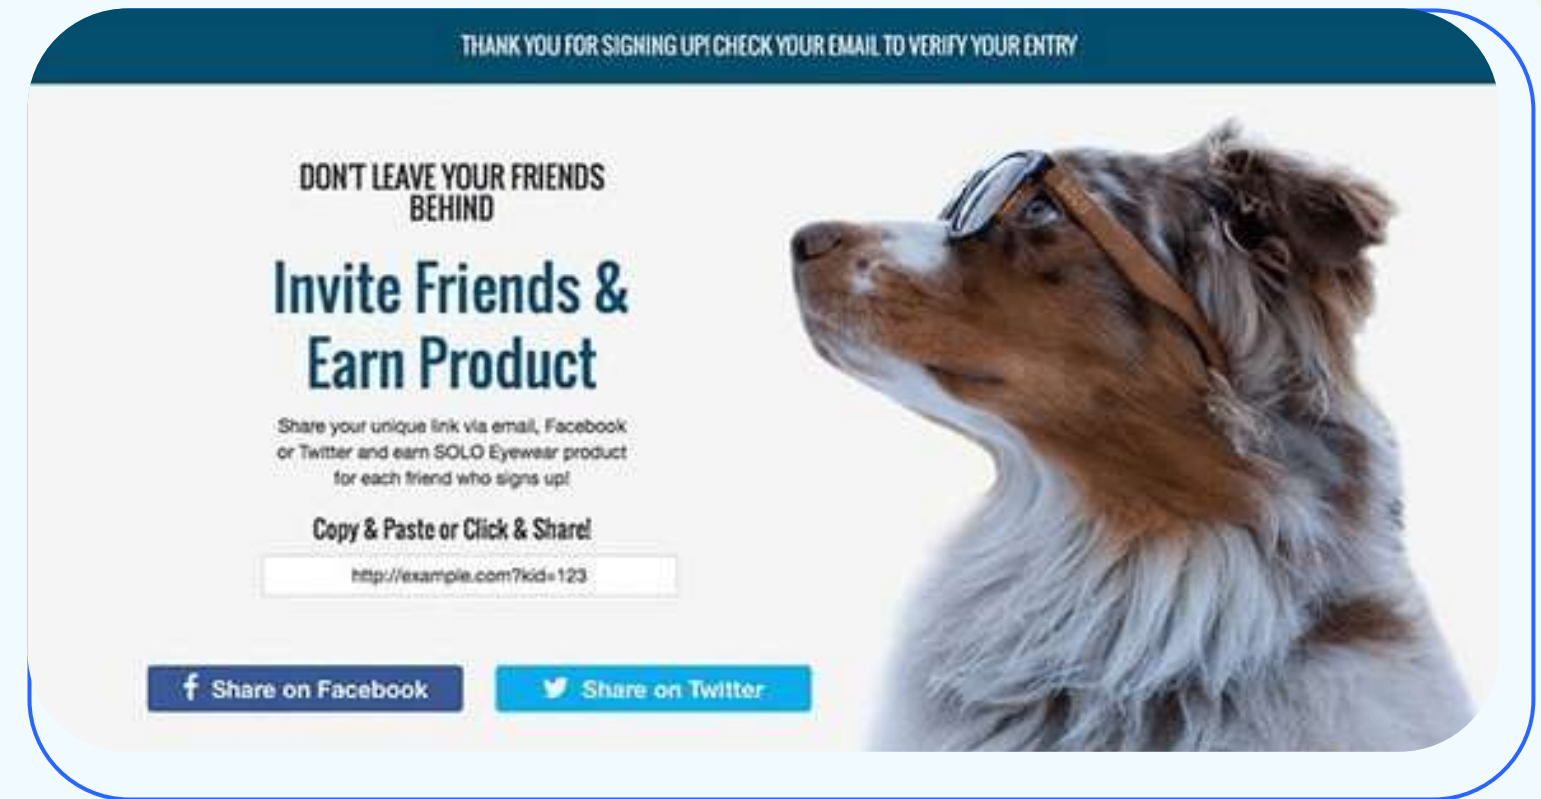 THANK YOU FOR SIGNING UP! CHECK YOUR EMAIL TO VERIFY YOUR ENTRY
DON'T LEAVE YOUR FRIENDS
BEHIND
Invite Friends &
Earn Product
Share your unique link via email, Facebook
or Twitter and earn SOLO Eyewear product
for each friend who signs up!
Copy & Paste or Click & Share!
http://example.com?kid=123
Share on Facebook
Share on Twitter